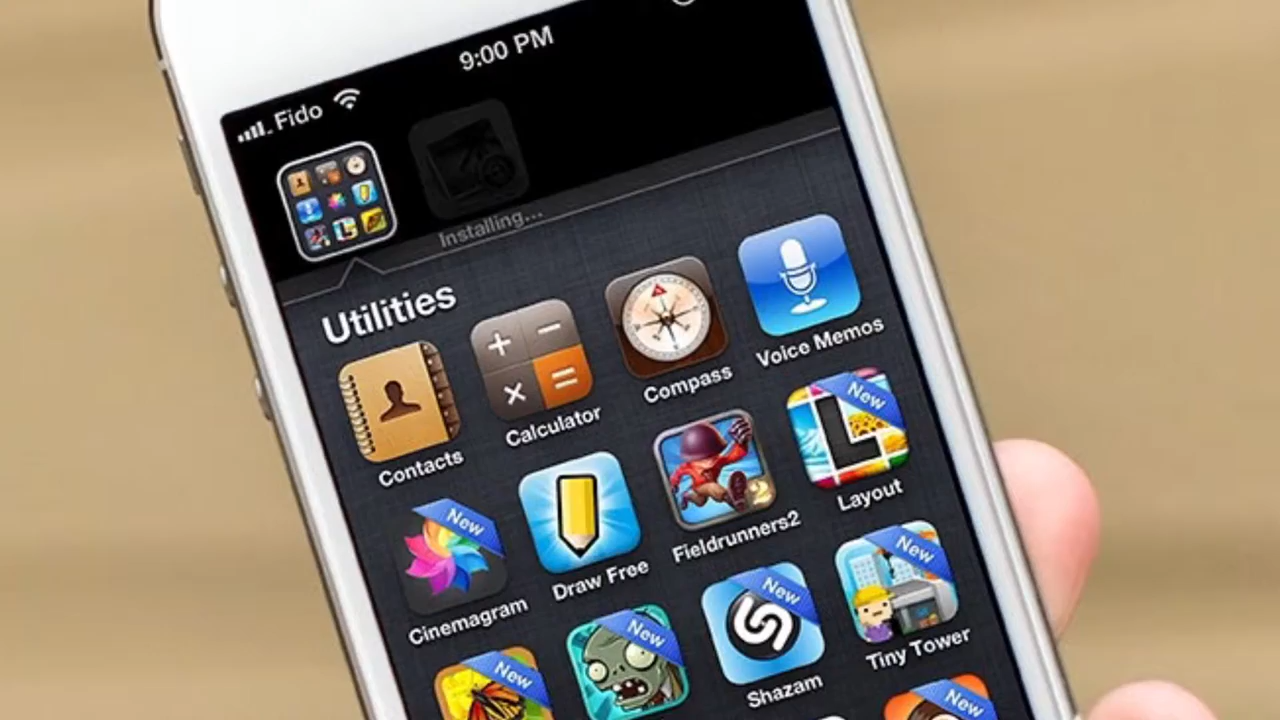 9:00 PM
Fido
Installing...
Utilities
Contacts
Calculator
Compass
Voice Memos
New
Cinemagram
Draw Free
Fieldrunners2
2
New
L
Layout
New
New
New
Shazam
New
Tiny Tower
New